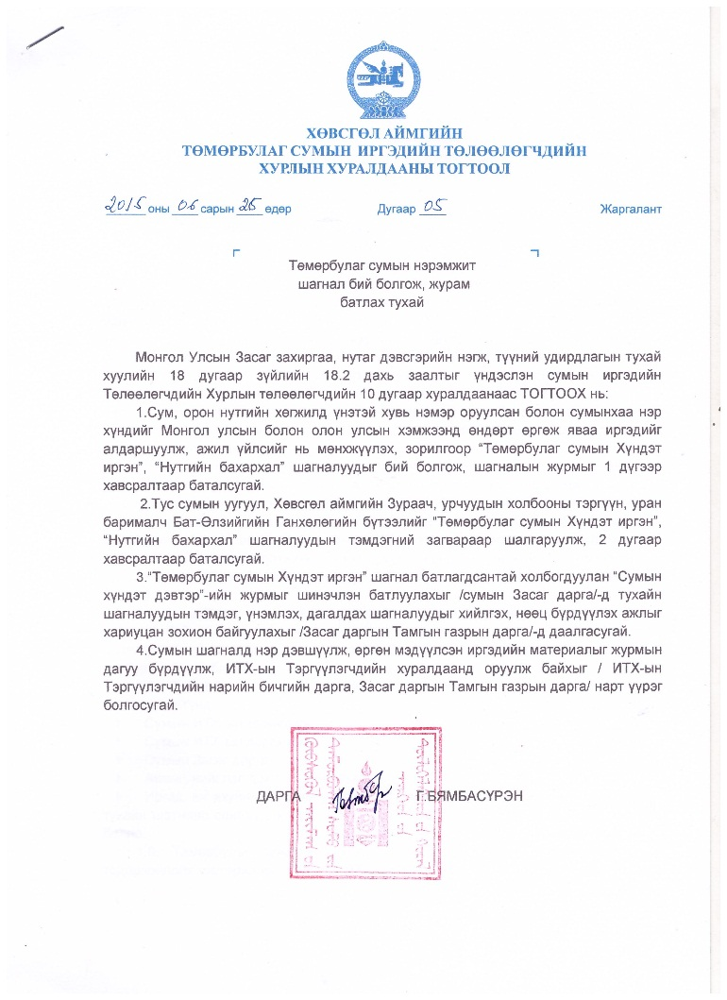 ХӨВСГӨЛ АЙМГИЙН
ТӨМӨРБУЛАГ СУМЫН ИРГЭДИЙН ТӨЛӨӨЛӨГЧДИЙН
ХУРЛЫН ХУРАЛДААНЫ ТОГТООЛ
2015 оны 06 сарын 25 өдөр Дугаар 05 Жаргалант
Төмөрбулаг сумын нэрэмжит
шагнал бий болгож, журам
батлах тухай
Монгол Улсын Засаг захиргаа, нутаг дэвсгэрийн нэгж, түүний удирдлагын тухай
хуулийн 18 дугаар зүйлийн 18.2 дахь заалтыг үндэслэн сумын иргэдийн
Төлөөлөгчдийн Хурлын төлөөлөгчдийн 10 дугаар хуралдаанаас ТОГТООХ нь:
1.Сум, орон нутгийн хөгжилд үнэтэй хувь нэмэр оруулсан болон сумынхаа нэр
хүндийг Монгол улсын болон олон улсын хэмжээнд өндөрт өргөж яваа иргэдийг
алдаршуулж, ажил үйлсийг нь мөнхжүүлэх, зорилгоор “Төмөрбулаг сумын Хүндэт
иргэн”, “Нутгийн бахархал” шагналуудыг бий болгож, шагналын журмыг 1 дүгээр
хавсралтаар баталсугай.
2.Тус сумын уугуул, Хөвсгөл аймгийн Зураач, урчуудын холбооны тэргүүн, уран
барималч Бат-Өлзийгийн Ганхөлөгийн бүтээлийг “Төмөрбулаг сумын Хүндэт иргэн”,
“Нутгийн бахархал” шагналуудын тэмдэгний загвараар шалгаруулж, 2 дугаар
хавсралтаар баталсугай.
3.“Төмөрбулаг сумын Хүндэт иргэн” шагнал батлагдсантай холбогдуулан “Сумын
хүндэт дэвтэр”-ийн журмыг шинэчлэн батлуулахыг /сумын Засаг дарга/-д тухайн
шагналуудын тэмдэг, үнэмлэх, дагалдах шагналуудыг хийлгэх, нөөц бүрдүүлэх ажлыг
хариуцан зохион байгуулахыг /Засаг даргын Тамгын газрын дарга/-д даалгасугай.
4.Сумын шагналд нэр дэвшүүлж, өргөн мэдүүлсэн иргэдийн материалыг журмын
дагуу бүрдүүлж, ИТХ-ын Тэргүүлэгчдийн хуралдаанд оруулж байхыг / ИТХ-ын
Тэргүүлэгчдийн нарийн бичгийн дарга, Засаг даргын Тамгын газрын дарга/ нарт үүрэг
болгосугай.
ДАРГА Г.БЯМБАСҮРЭН